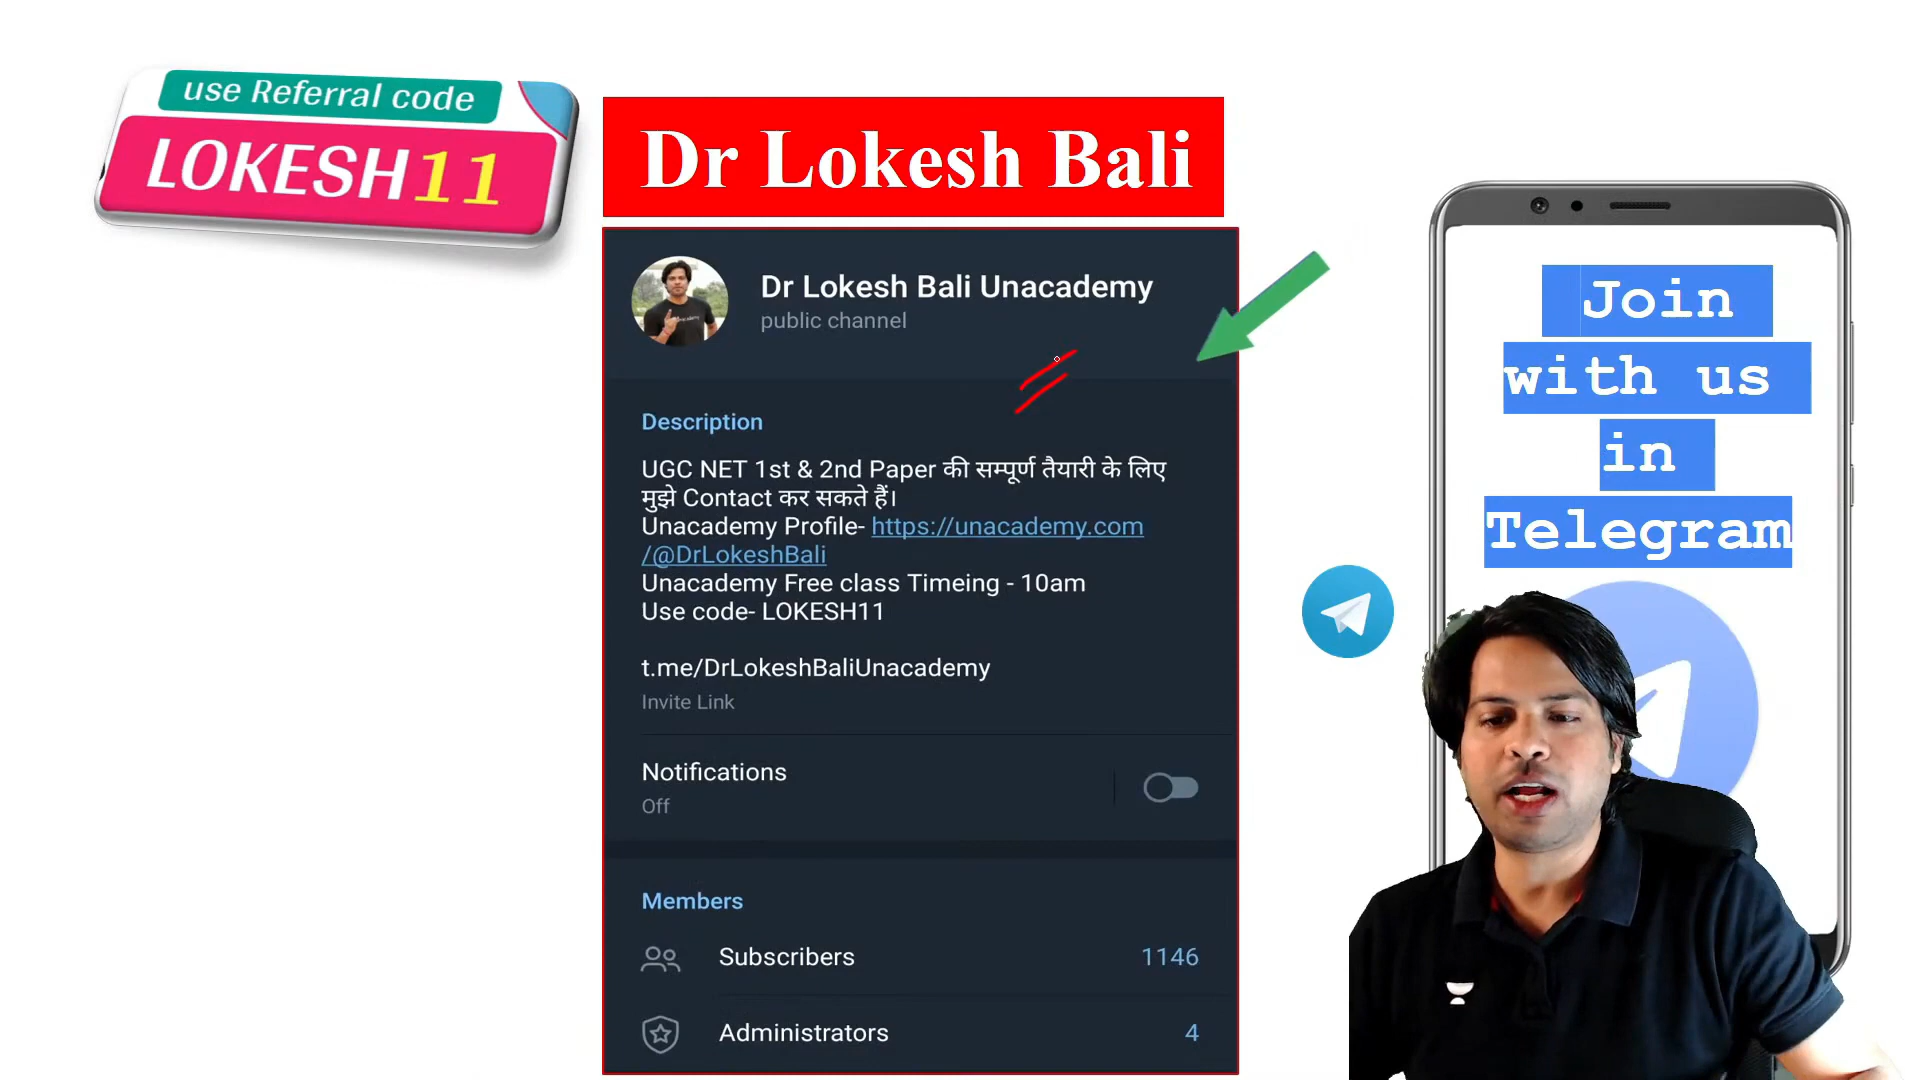 use Referral code
LOKESH11
Dr Lokesh Bali
Dr Lokesh Bali Unacademy
public channel
Description
UGC NET 1st & 2nd Paper की सम्पूर्ण तैयारी के लिए
मुझे Contact कर सकते हैं।
Unacademy Profile- https://unacademy.com
/@DrLokeshBali
Unacademy Free class Timeing - 10am
Use code- LOKESH11
t.me/DrLokeshBaliUnacademy
Invite Link
Notifications
Off
Members
Subscribers 1146
Administrators 4
Join
with us
in
Telegram